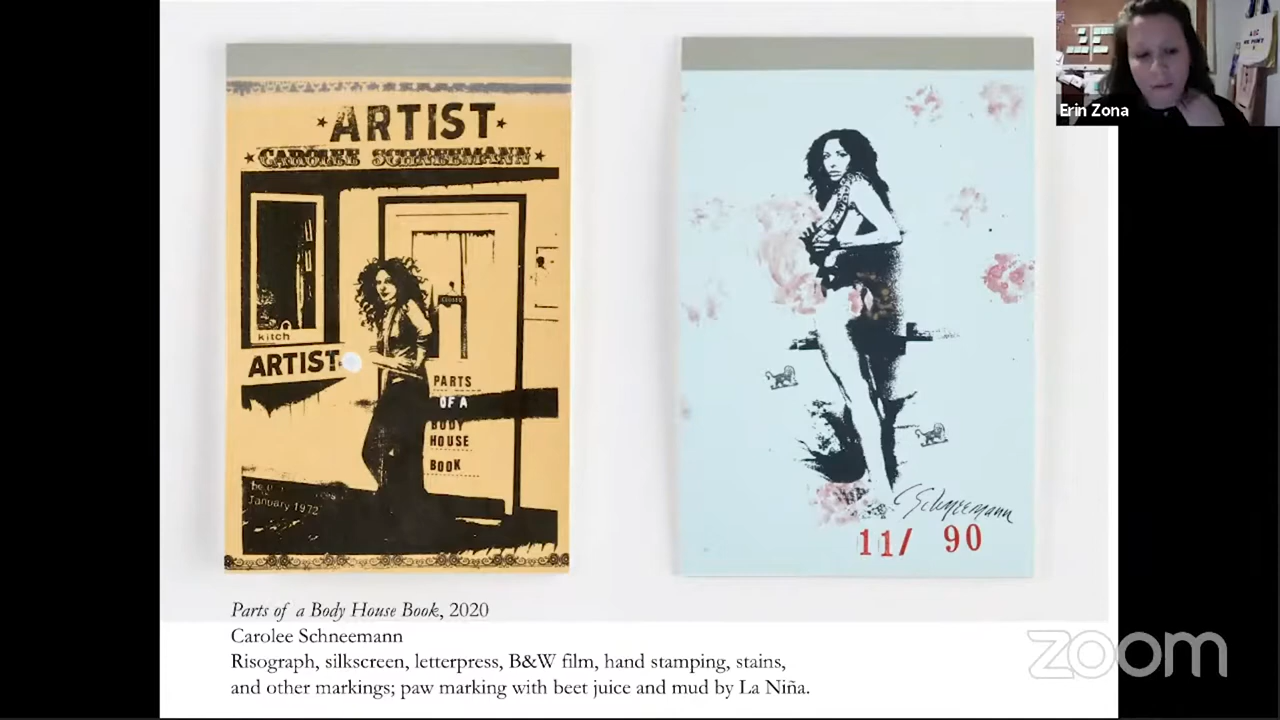 ARTIST
CAROLEE SCHNEEMANN
kitch
ARTIST
CLOSED
PARTS
OF A
BODY
HOUSE
BOOK
January 1972
C Schneemann
11/ 90
Erin Zona
Parts of a Body House Book, 2020
Carolee Schneemann
Risograph, silkscreen, letterpress, B&W film, hand stamping, stains,
and other markings; paw marking with beet juice and mud by La Niña.
zoom